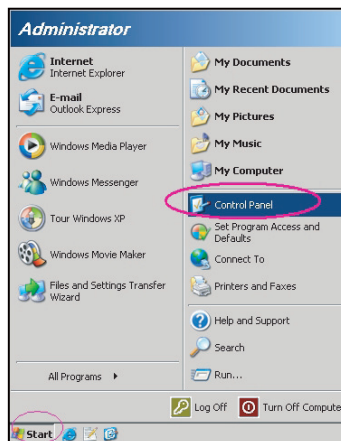 Administrator
Internet
Internet Explorer
E-mail
Outlook Express
Windows Media Player
Windows Messenger
Tour Windows XP
Windows Movie Maker
Files and Settings Transfer
Wizard
All Programs
My Documents
My Recent Documents
My Pictures
My Music
My Computer
Control Panel
Set Program Access and
Defaults
Connect To
Printers and Faxes
Help and Support
Search
Run...
Log Off
Turn Off Compute
Start